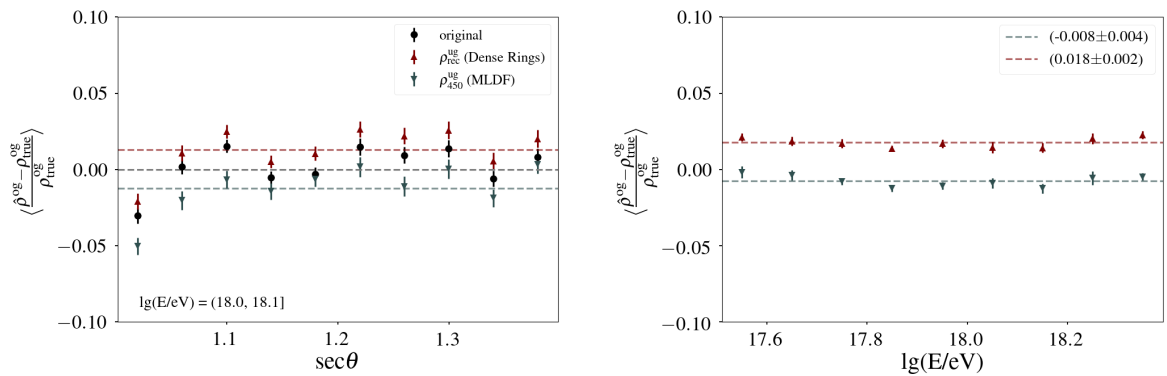 0.10
0.05
0.00
−0.05
−0.10
⟨ρ̂^og − ρ^og_true / ρ^og_true⟩
original
ρ^ug_rec (Dense Rings)
ρ^ug_450 (MLDF)
lg(E/eV) = (18.0, 18.1]
1.1 1.2 1.3
secθ
0.10
0.05
0.00
−0.05
−0.10
⟨ρ̂^og − ρ^og_true / ρ^og_true⟩
(-0.008±0.004)
(0.018±0.002)
17.6 17.8 18.0 18.2
lg(E/eV)